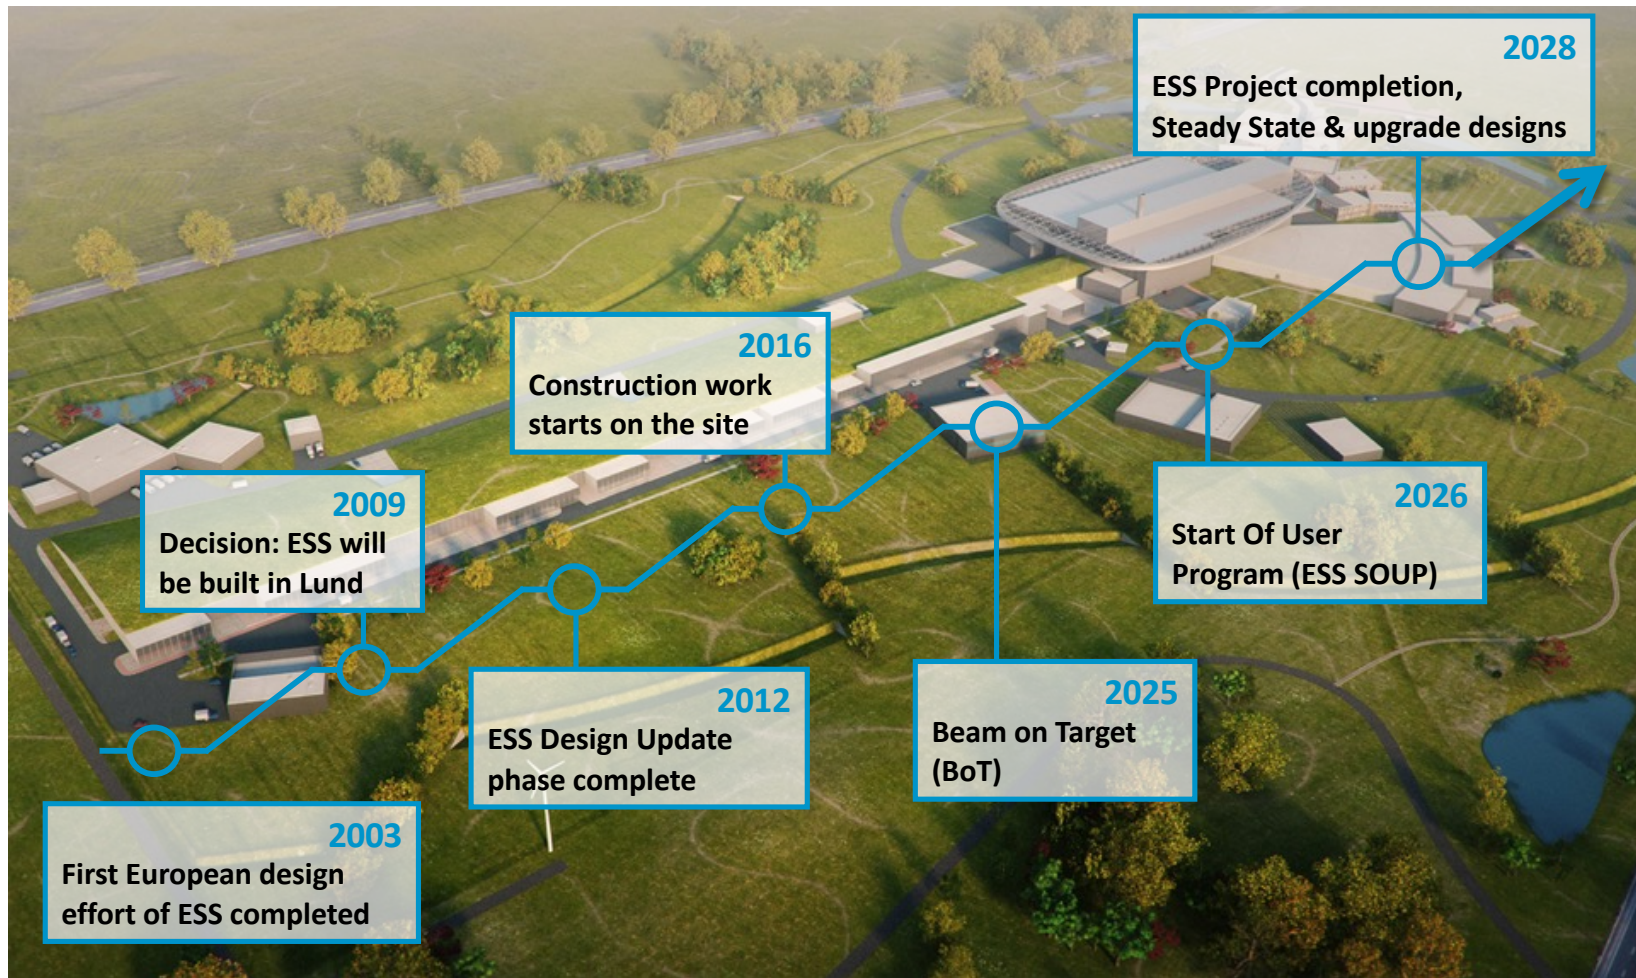 2028
ESS Project completion,
Steady State & upgrade designs
2016
Construction work
starts on the site
2026
Start Of User
Program (ESS SOUP)
2009
Decision: ESS will
be built in Lund
2025
Beam on Target
(BoT)
2012
ESS Design Update
phase complete
2003
First European design
effort of ESS completed